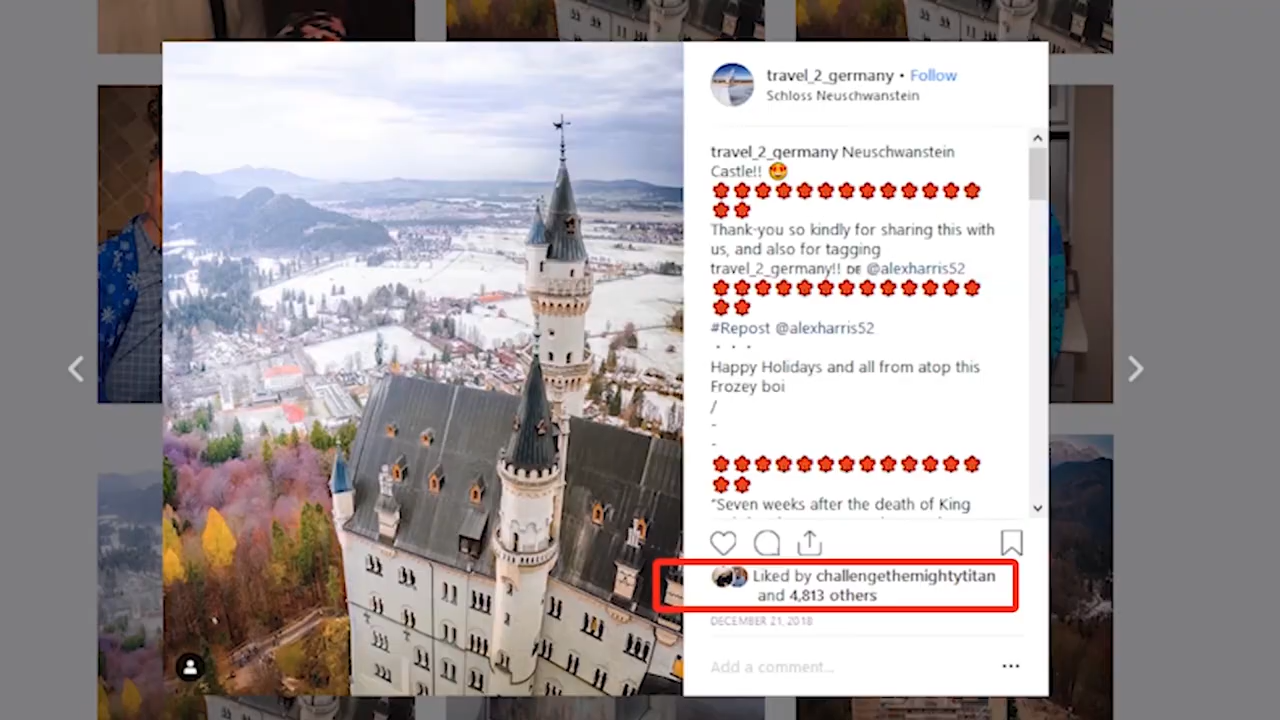 travel_2_germany • Follow
Schloss Neuschwanstein
travel_2_germany Neuschwanstein
Castle!! 😍
🏵🏵🏵🏵🏵🏵🏵🏵🏵🏵🏵🏵🏵
🏵🏵
Thank-you so kindly for sharing this with
us, and also for tagging
travel_2_germany!! DE @alexharris52
🏵🏵🏵🏵🏵🏵🏵🏵🏵🏵🏵🏵🏵
🏵🏵
#Repost @alexharris52
・・・
Happy Holidays and all from atop this
Frozey boi
/
-
-
🏵🏵🏵🏵🏵🏵🏵🏵🏵🏵🏵🏵🏵
🏵🏵
"Seven weeks after the death of King
Liked by challengethemightytitan
and 4,813 others
DECEMBER 21, 2018
Add a comment...